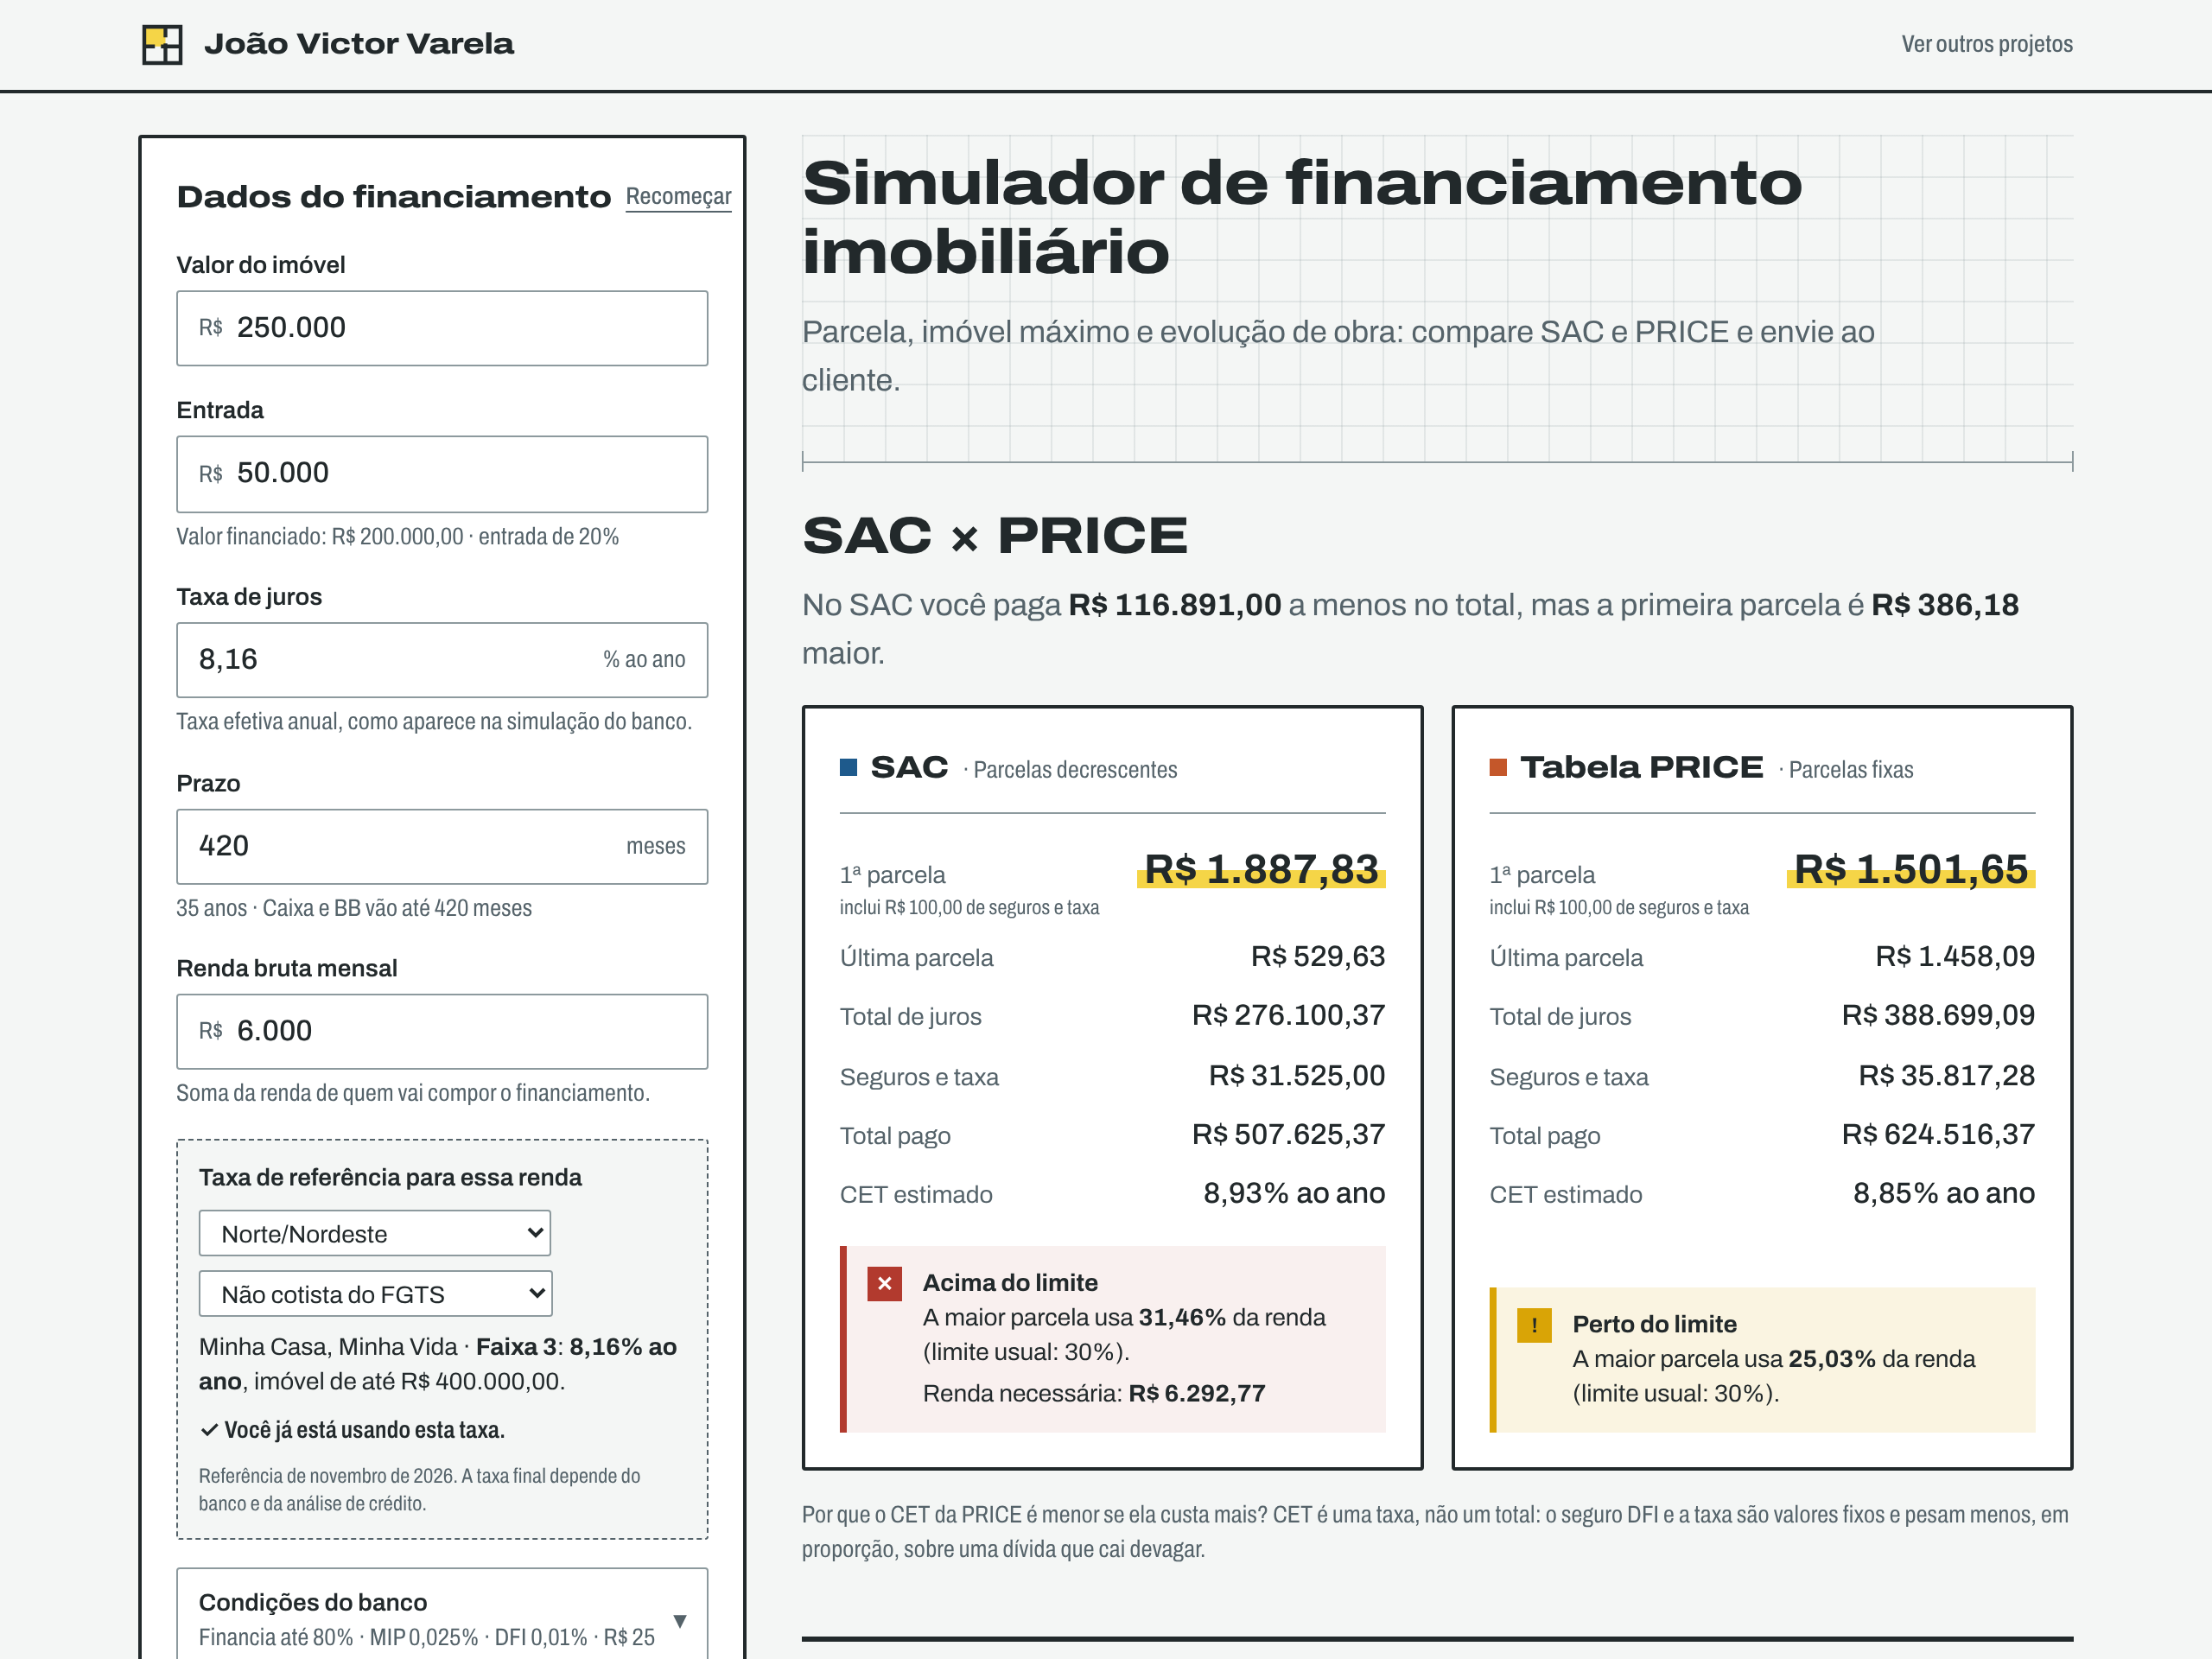 João Victor Varela
Ver outros projetos
Dados do financiamento Recomeçar
Valor do imóvel
R$ 250.000
Entrada
R$ 50.000
Valor financiado: R$ 200.000,00 · entrada de 20%
Taxa de juros
8,16 % ao ano
Taxa efetiva anual, como aparece na simulação do banco.
Prazo
420 meses
35 anos · Caixa e BB vão até 420 meses
Renda bruta mensal
R$ 6.000
Soma da renda de quem vai compor o financiamento.
Taxa de referência para essa renda
Norte/Nordeste
Não cotista do FGTS
Minha Casa, Minha Vida · Faixa 3: 8,16% ao
ano, imóvel de até R$ 400.000,00.
✓ Você já está usando esta taxa.
Referência de novembro de 2026. A taxa final depende do
banco e da análise de crédito.
Condições do banco
Financia até 80% · MIP 0,025% · DFI 0,01% · R$ 25
Simulador de financiamento
imobiliário
Parcela, imóvel máximo e evolução de obra: compare SAC e PRICE e envie ao
cliente.
SAC × PRICE
No SAC você paga R$ 116.891,00 a menos no total, mas a primeira parcela é R$ 386,18
maior.
SAC · Parcelas decrescentes
1ª parcela R$ 1.887,83
inclui R$ 100,00 de seguros e taxa
Última parcela R$ 529,63
Total de juros R$ 276.100,37
Seguros e taxa R$ 31.525,00
Total pago R$ 507.625,37
CET estimado 8,93% ao ano
Acima do limite
A maior parcela usa 31,46% da renda
(limite usual: 30%).
Renda necessária: R$ 6.292,77
Tabela PRICE · Parcelas fixas
1ª parcela R$ 1.501,65
inclui R$ 100,00 de seguros e taxa
Última parcela R$ 1.458,09
Total de juros R$ 388.699,09
Seguros e taxa R$ 35.817,28
Total pago R$ 624.516,37
CET estimado 8,85% ao ano
! Perto do limite
A maior parcela usa 25,03% da renda
(limite usual: 30%).
Por que o CET da PRICE é menor se ela custa mais? CET é uma taxa, não um total: o seguro DFI e a taxa são valores fixos e pesam menos, em
proporção, sobre uma dívida que cai devagar.